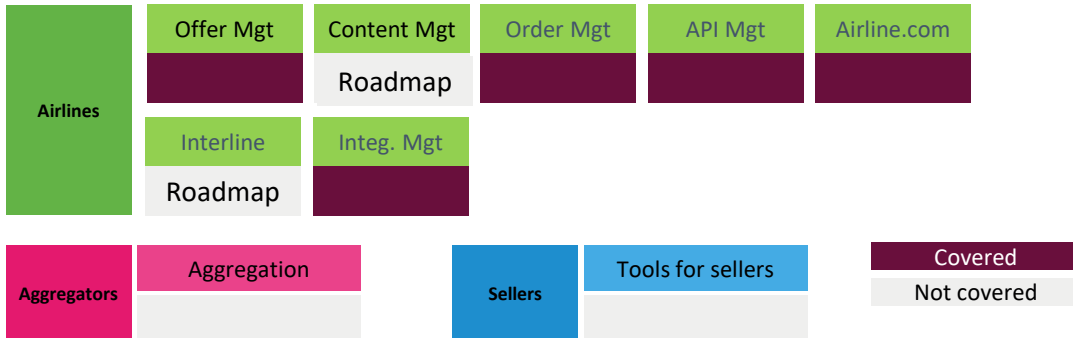 Airlines
Offer Mgt
Content Mgt
Order Mgt
API Mgt
Airline.com
Roadmap
Interline
Integ. Mgt
Roadmap
Aggregators
Aggregation
Sellers
Tools for sellers
Covered
Not covered